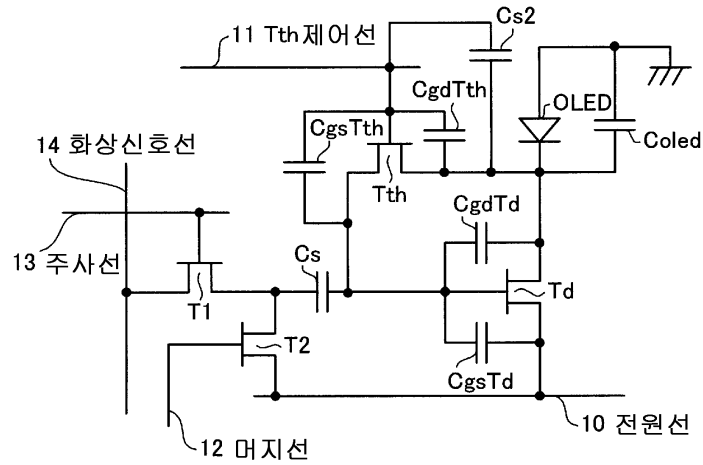 11 Tth제어선
Cs2
CgdTth
OLED
CgsTth
Coled
14 화상신호선
Tth
CgdTd
13 주사선
Cs
T1
Td
T2
CgsTd
10 전원선
12 머지선